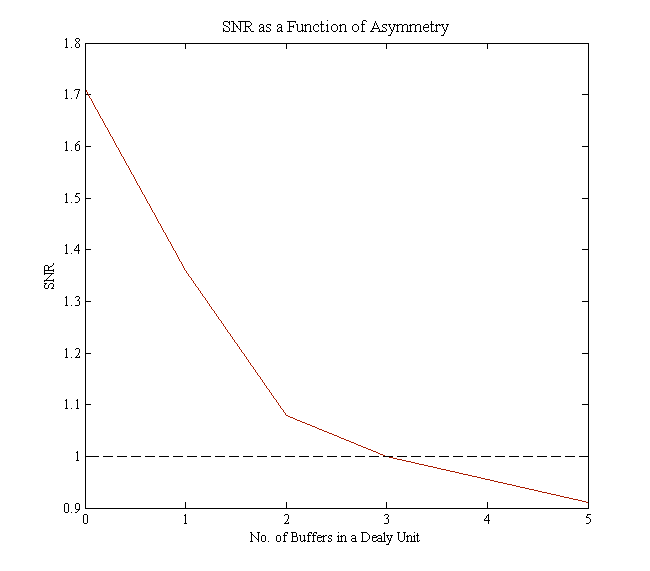 SNR as a Function of Asymmetry
1.8
1.7
1.6
1.5
1.4
1.3
1.2
1.1
1
0.9
SNR
0 1 2 3 4 5
No. of Buffers in a Dealy Unit